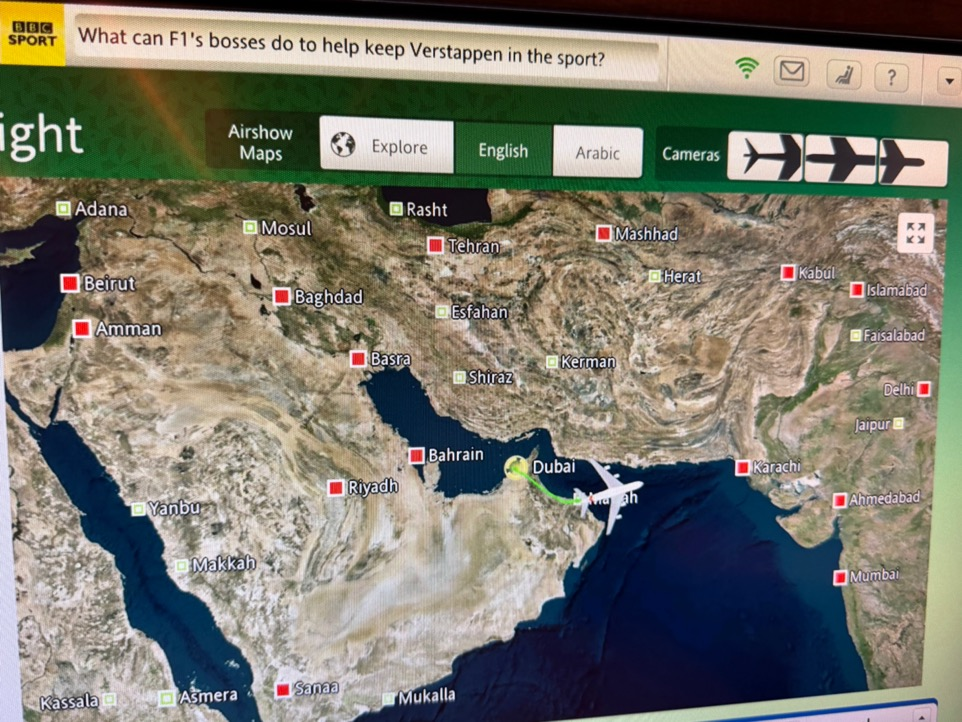 BBC
SPORT
What can F1's bosses do to help keep Verstappen in the sport?
?
ight
Airshow
Maps
Explore
English
Arabic
Cameras
Adana
Mosul
Rasht
Tehran
Mashhad
Beirut
Baghdad
Esfahan
Herat
Kabul
Islamabad
Amman
Basra
Shiraz
Kerman
Faisalabad
Delhi
Jaipur
Bahrain
Dubai
Karachi
Riyadh
Yanbu
Ahmedabad
Makkah
Mumbai
Kassala
Asmera
Sanaa
Mukalla